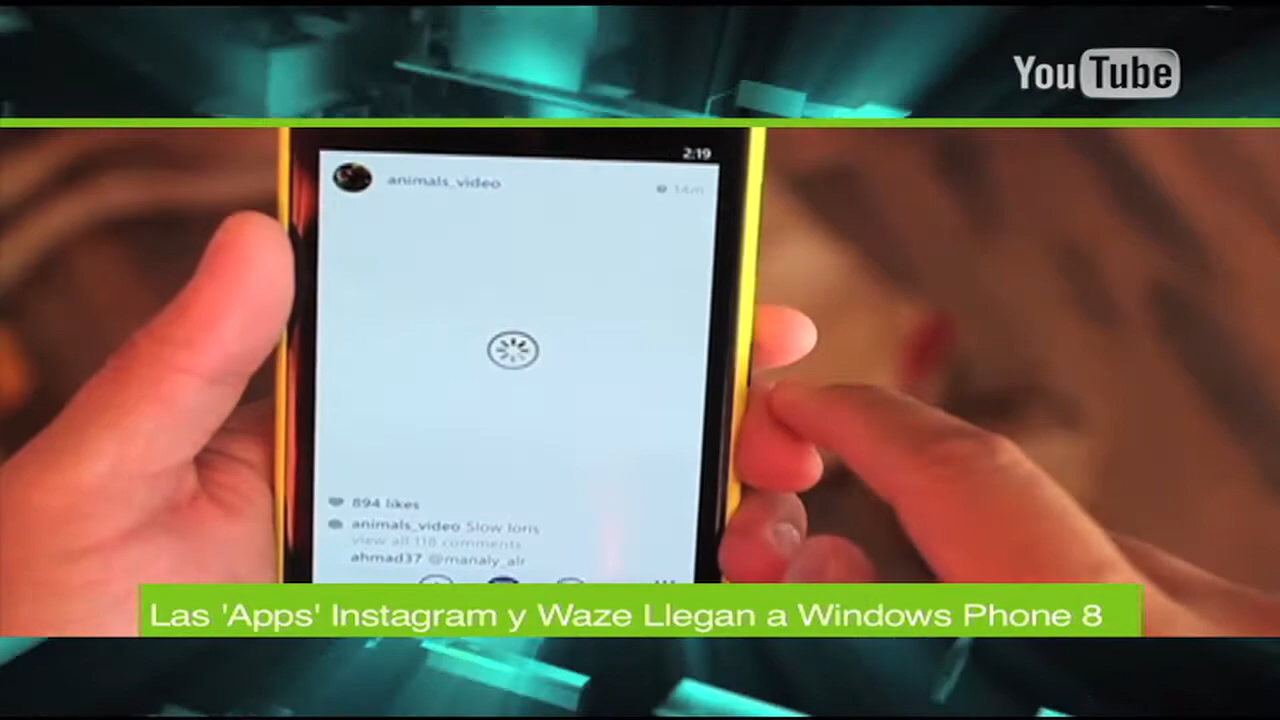 YouTube
2:19
animals_video
14m
894 likes
animals_video Slow loris
view all 118 comments
ahmad37 @manaly_alr
Las 'Apps' Instagram y Waze Llegan a Windows Phone 8